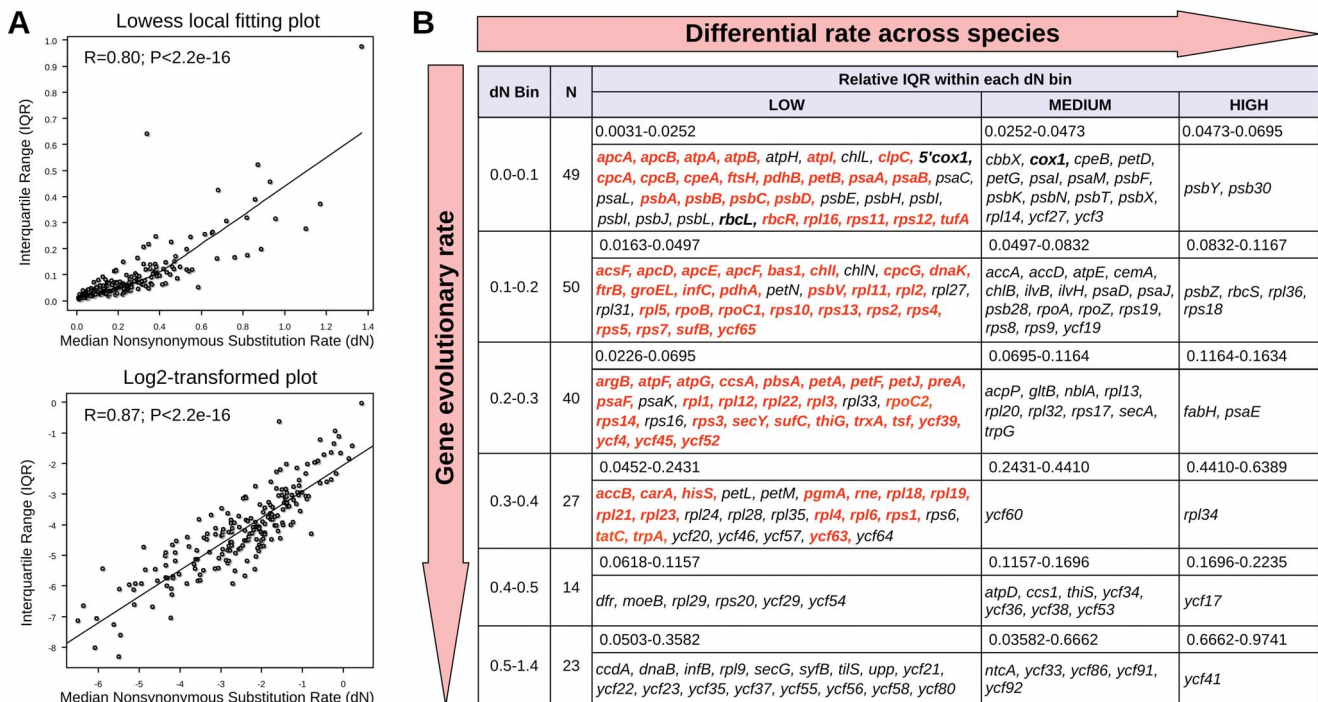 A
Lowess local fitting plot
R=0.80; P<2.2e-16
Interquartile Range (IQR)
1.0
0.9
0.8
0.7
0.6
0.5
0.4
0.3
0.2
0.1
0.0
0.0 0.2 0.4 0.6 0.8 1.0 1.2 1.4
Median Nonsynonymous Substitution Rate (dN)
Log2-transformed plot
R=0.87; P<2.2e-16
Interquartile Range (IQR)
0
-1
-2
-3
-4
-5
-6
-7
-8
-6 -5 -4 -3 -2 -1 0
Median Nonsynonymous Substitution Rate (dN)
B
Differential rate across species
Gene evolutionary rate
dN Bin N Relative IQR within each dN bin
LOW MEDIUM HIGH
0.0-0.1 49
0.0031-0.0252
apcA, apcB, atpA, atpB, atpH, atpI, chlL, clpC, 5'cox1,
cpcA, cpcB, cpeA, ftsH, pdhB, petB, psaA, psaB, psaC,
psaL, psbA, psbB, psbC, psbD, psbE, psbH, psbI,
psbI, psbJ, psbL, rbcL, rbcR, rpl16, rps11, rps12, tufA
0.0252-0.0473
cbbX, cox1, cpeB, petD,
petG, psaI, psaM, psbF,
psbK, psbN, psbT, psbX,
rpl14, ycf27, ycf3
0.0473-0.0695
psbY, psb30
0.1-0.2 50
0.0163-0.0497
acsF, apcD, apcE, apcF, bas1, chlI, chlN, cpcG, dnaK,
ftrB, groEL, infC, pdhA, petN, psbV, rpl11, rpl2, rpl27,
rpl31, rpl5, rpoB, rpoC1, rps10, rps13, rps2, rps4,
rps5, rps7, sufB, ycf65
0.0497-0.0832
accA, accD, atpE, cemA,
chlB, ilvB, ilvH, psaD, psaJ,
psb28, rpoA, rpoZ, rps19,
rps8, rps9, ycf19
0.0832-0.1167
psbZ, rbcS, rpl36,
rps18
0.2-0.3 40
0.0226-0.0695
argB, atpF, atpG, ccsA, pbsA, petA, petF, petJ, preA,
psaF, psaK, rpl1, rpl12, rpl22, rpl3, rpl33, rpoC2,
rps14, rps16, rps3, secY, sufC, thiG, trxA, tsf, ycf39,
ycf4, ycf45, ycf52
0.0695-0.1164
acpP, gltB, nblA, rpl13,
rpl20, rpl32, rps17, secA,
trpG
0.1164-0.1634
fabH, psaE
0.3-0.4 27
0.0452-0.2431
accB, carA, hisS, petL, petM, pgmA, rne, rpl18, rpl19,
rpl21, rpl23, rpl24, rpl28, rpl35, rpl4, rpl6, rps1, rps6,
tatC, trpA, ycf20, ycf46, ycf57, ycf63, ycf64
0.2431-0.4410
ycf60
0.4410-0.6389
rpl34
0.4-0.5 14
0.0618-0.1157
dfr, moeB, rpl29, rps20, ycf29, ycf54
0.1157-0.1696
atpD, ccs1, thiS, ycf34,
ycf36, ycf38, ycf53
0.1696-0.2235
ycf17
0.5-1.4 23
0.0503-0.3582
ccdA, dnaB, infB, rpl9, secG, syfB, tilS, upp, ycf21,
ycf22, ycf23, ycf35, ycf37, ycf55, ycf56, ycf58, ycf80
0.03582-0.6662
ntcA, ycf33, ycf86, ycf91,
ycf92
0.6662-0.9741
ycf41